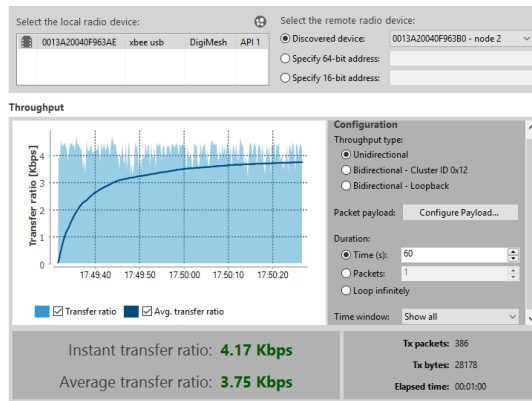 Select the local radio device:
Select the remote radio device:
0013A20040F963AE xbee usb DigiMesh API 1
Discovered device: 0013A20040F963B0 - node 2
Specify 64-bit address:
Specify 16-bit address:
Throughput
Transfer ratio [Kbps]
4
3
2
1
0
17:49:40 17:49:50 17:50:00 17:50:10 17:50:20
Transfer ratio Avg. transfer ratio
Configuration
Throughput type:
Unidirectional
Bidirectional - Cluster ID 0x12
Bidirectional - Loopback
Packet payload: Configure Payload...
Duration:
Time (s): 60
Packets: 1
Loop infinitely
Time window: Show all
Instant transfer ratio: 4.17 Kbps
Average transfer ratio: 3.75 Kbps
Tx packets: 386
Tx bytes: 28178
Elapsed time: 00:01:00